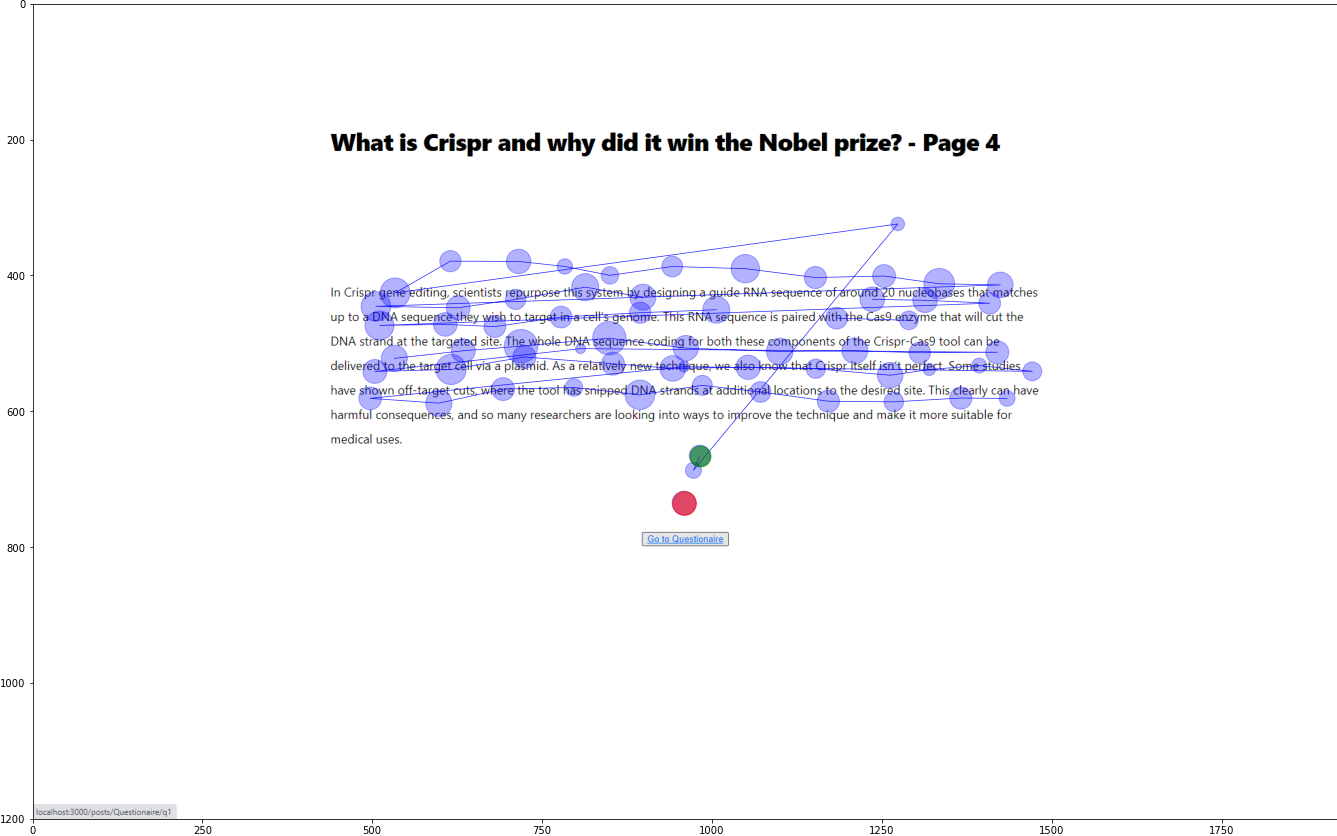 0
200
What is Crispr and why did it win the Nobel prize? - Page 4
400
In Crispr gene editing, scientists repurpose this system by designing a guide RNA sequence of around 20 nucleobases that matches
up to a DNA sequence they wish to target in a cell's genome. This RNA sequence is paired with the Cas9 enzyme that will cut the
DNA strand at the targeted site. The whole DNA sequence coding for both these components of the Crispr-Cas9 tool can be
delivered to the target cell via a plasmid. As a relatively new technique, we also know that Crispr itself isn't perfect. Some studies
have shown off-target cuts, where the tool has snipped DNA strands at additional locations to the desired site. This clearly can have
600
harmful consequences, and so many researchers are looking into ways to improve the technique and make it more suitable for
medical uses.
Go to Questionaire
800
1000
localhost:3000/posts/Questionaire/q1
1200
0 250 500 750 1000 1250 1500 1750